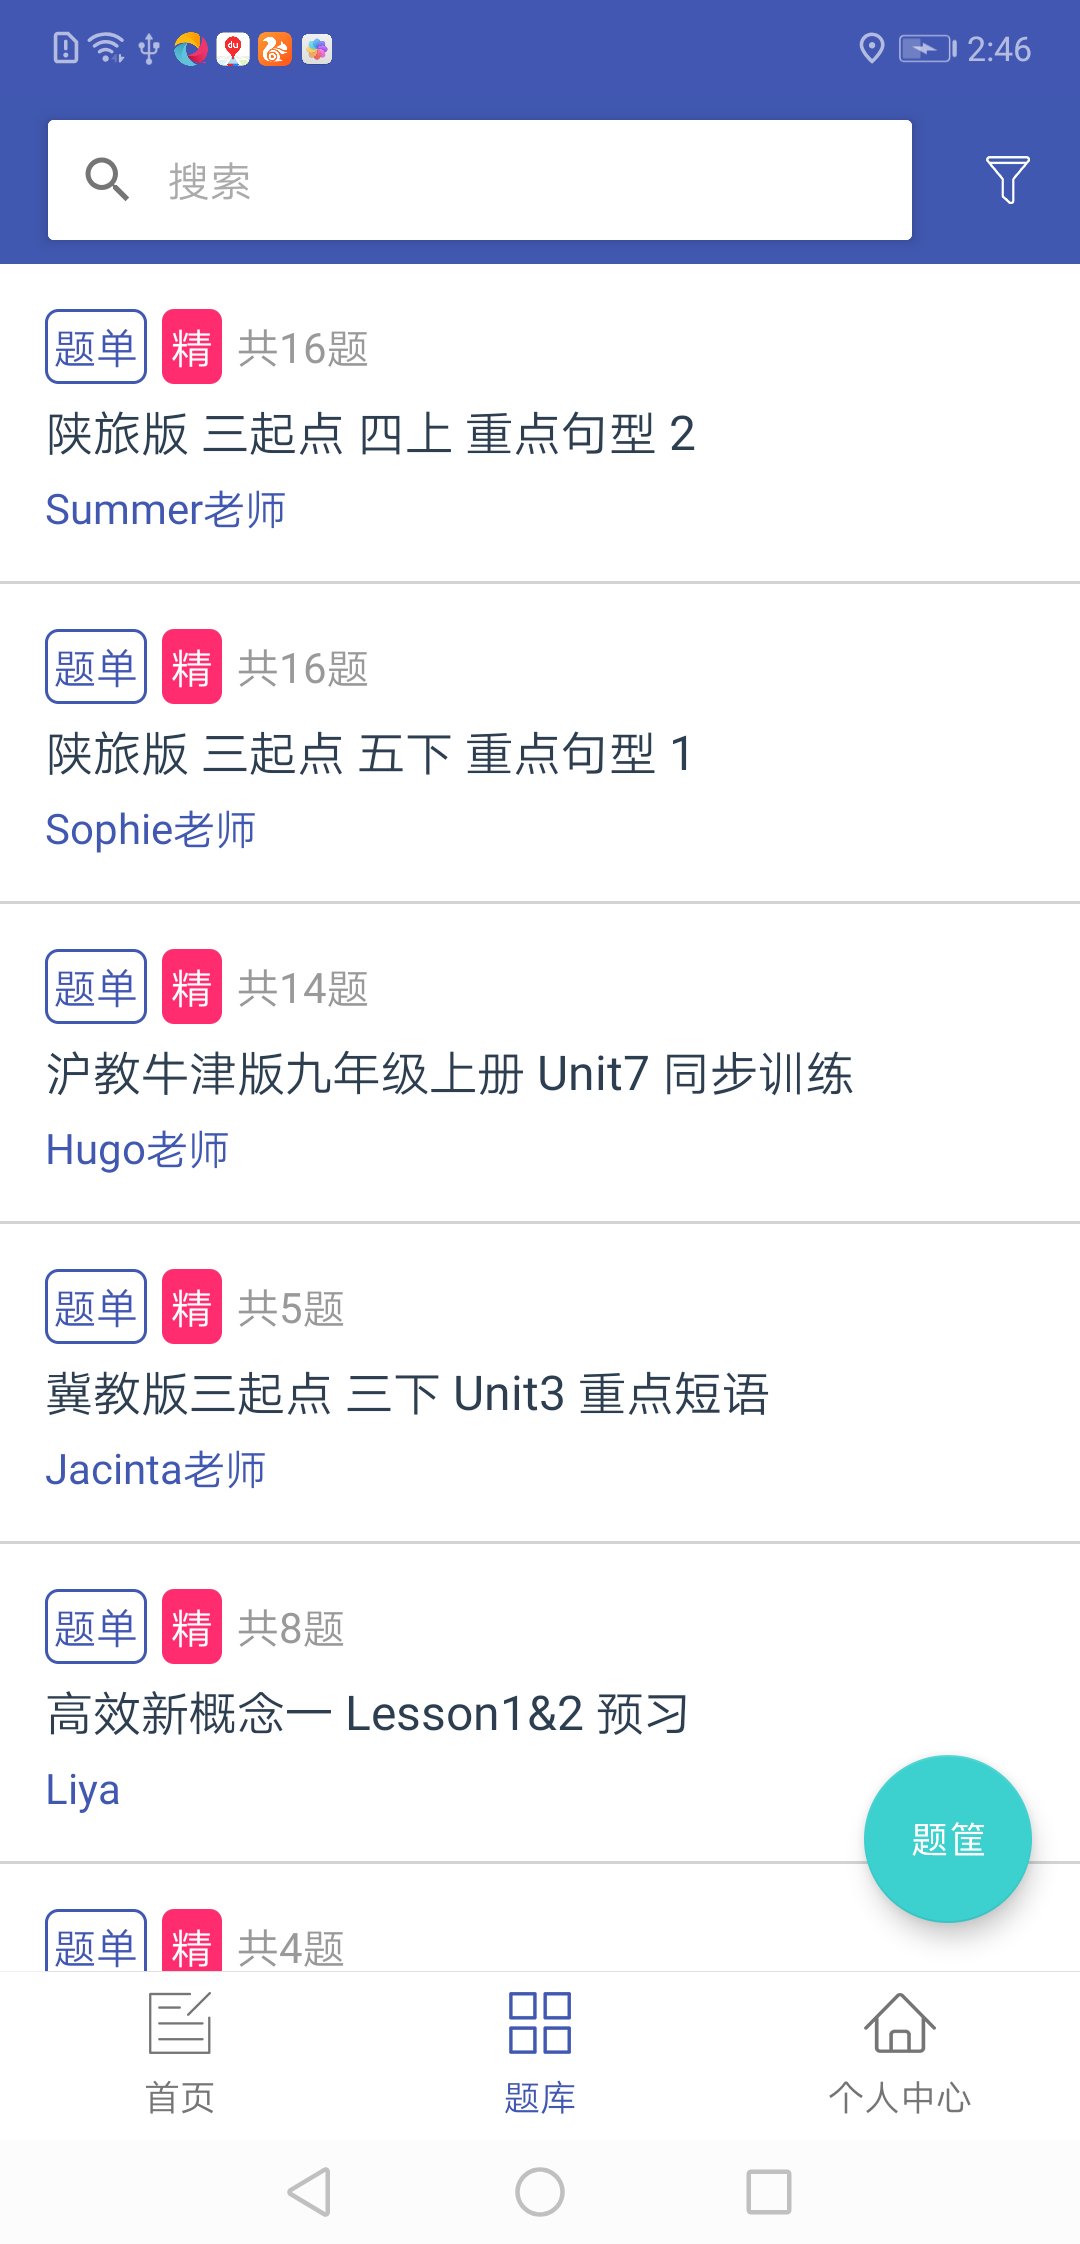 2:46
搜索
题单 精 共16题
陕旅版 三起点 四上 重点句型 2
Summer老师
题单 精 共16题
陕旅版 三起点 五下 重点句型 1
Sophie老师
题单 精 共14题
沪教牛津版九年级上册 Unit7 同步训练
Hugo老师
题单 精 共5题
冀教版三起点 三下 Unit3 重点短语
Jacinta老师
题单 精 共8题
高效新概念一 Lesson1&2 预习
Liya
题筐
题单 精 共4题
首页 题库 个人中心